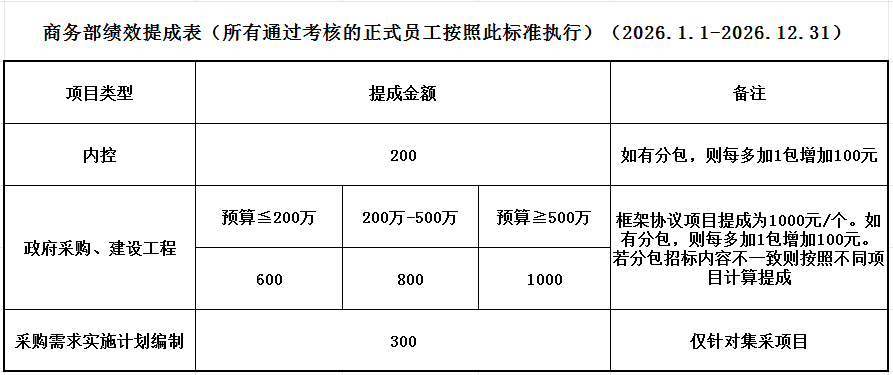 商务部绩效提成表（所有通过考核的正式员工按照此标准执行）（2026.1.1-2026.12.31）
项目类型
提成金额
备注
内控
200
如有分包，则每多加1包增加100元
政府采购、建设工程
预算≦200万
200万-500万
预算≧500万
600
800
1000
框架协议项目提成为1000元/个。如
有分包，则每多加1包增加100元。
若分包招标内容不一致则按照不同项
目计算提成
采购需求实施计划编制
300
仅针对集采项目